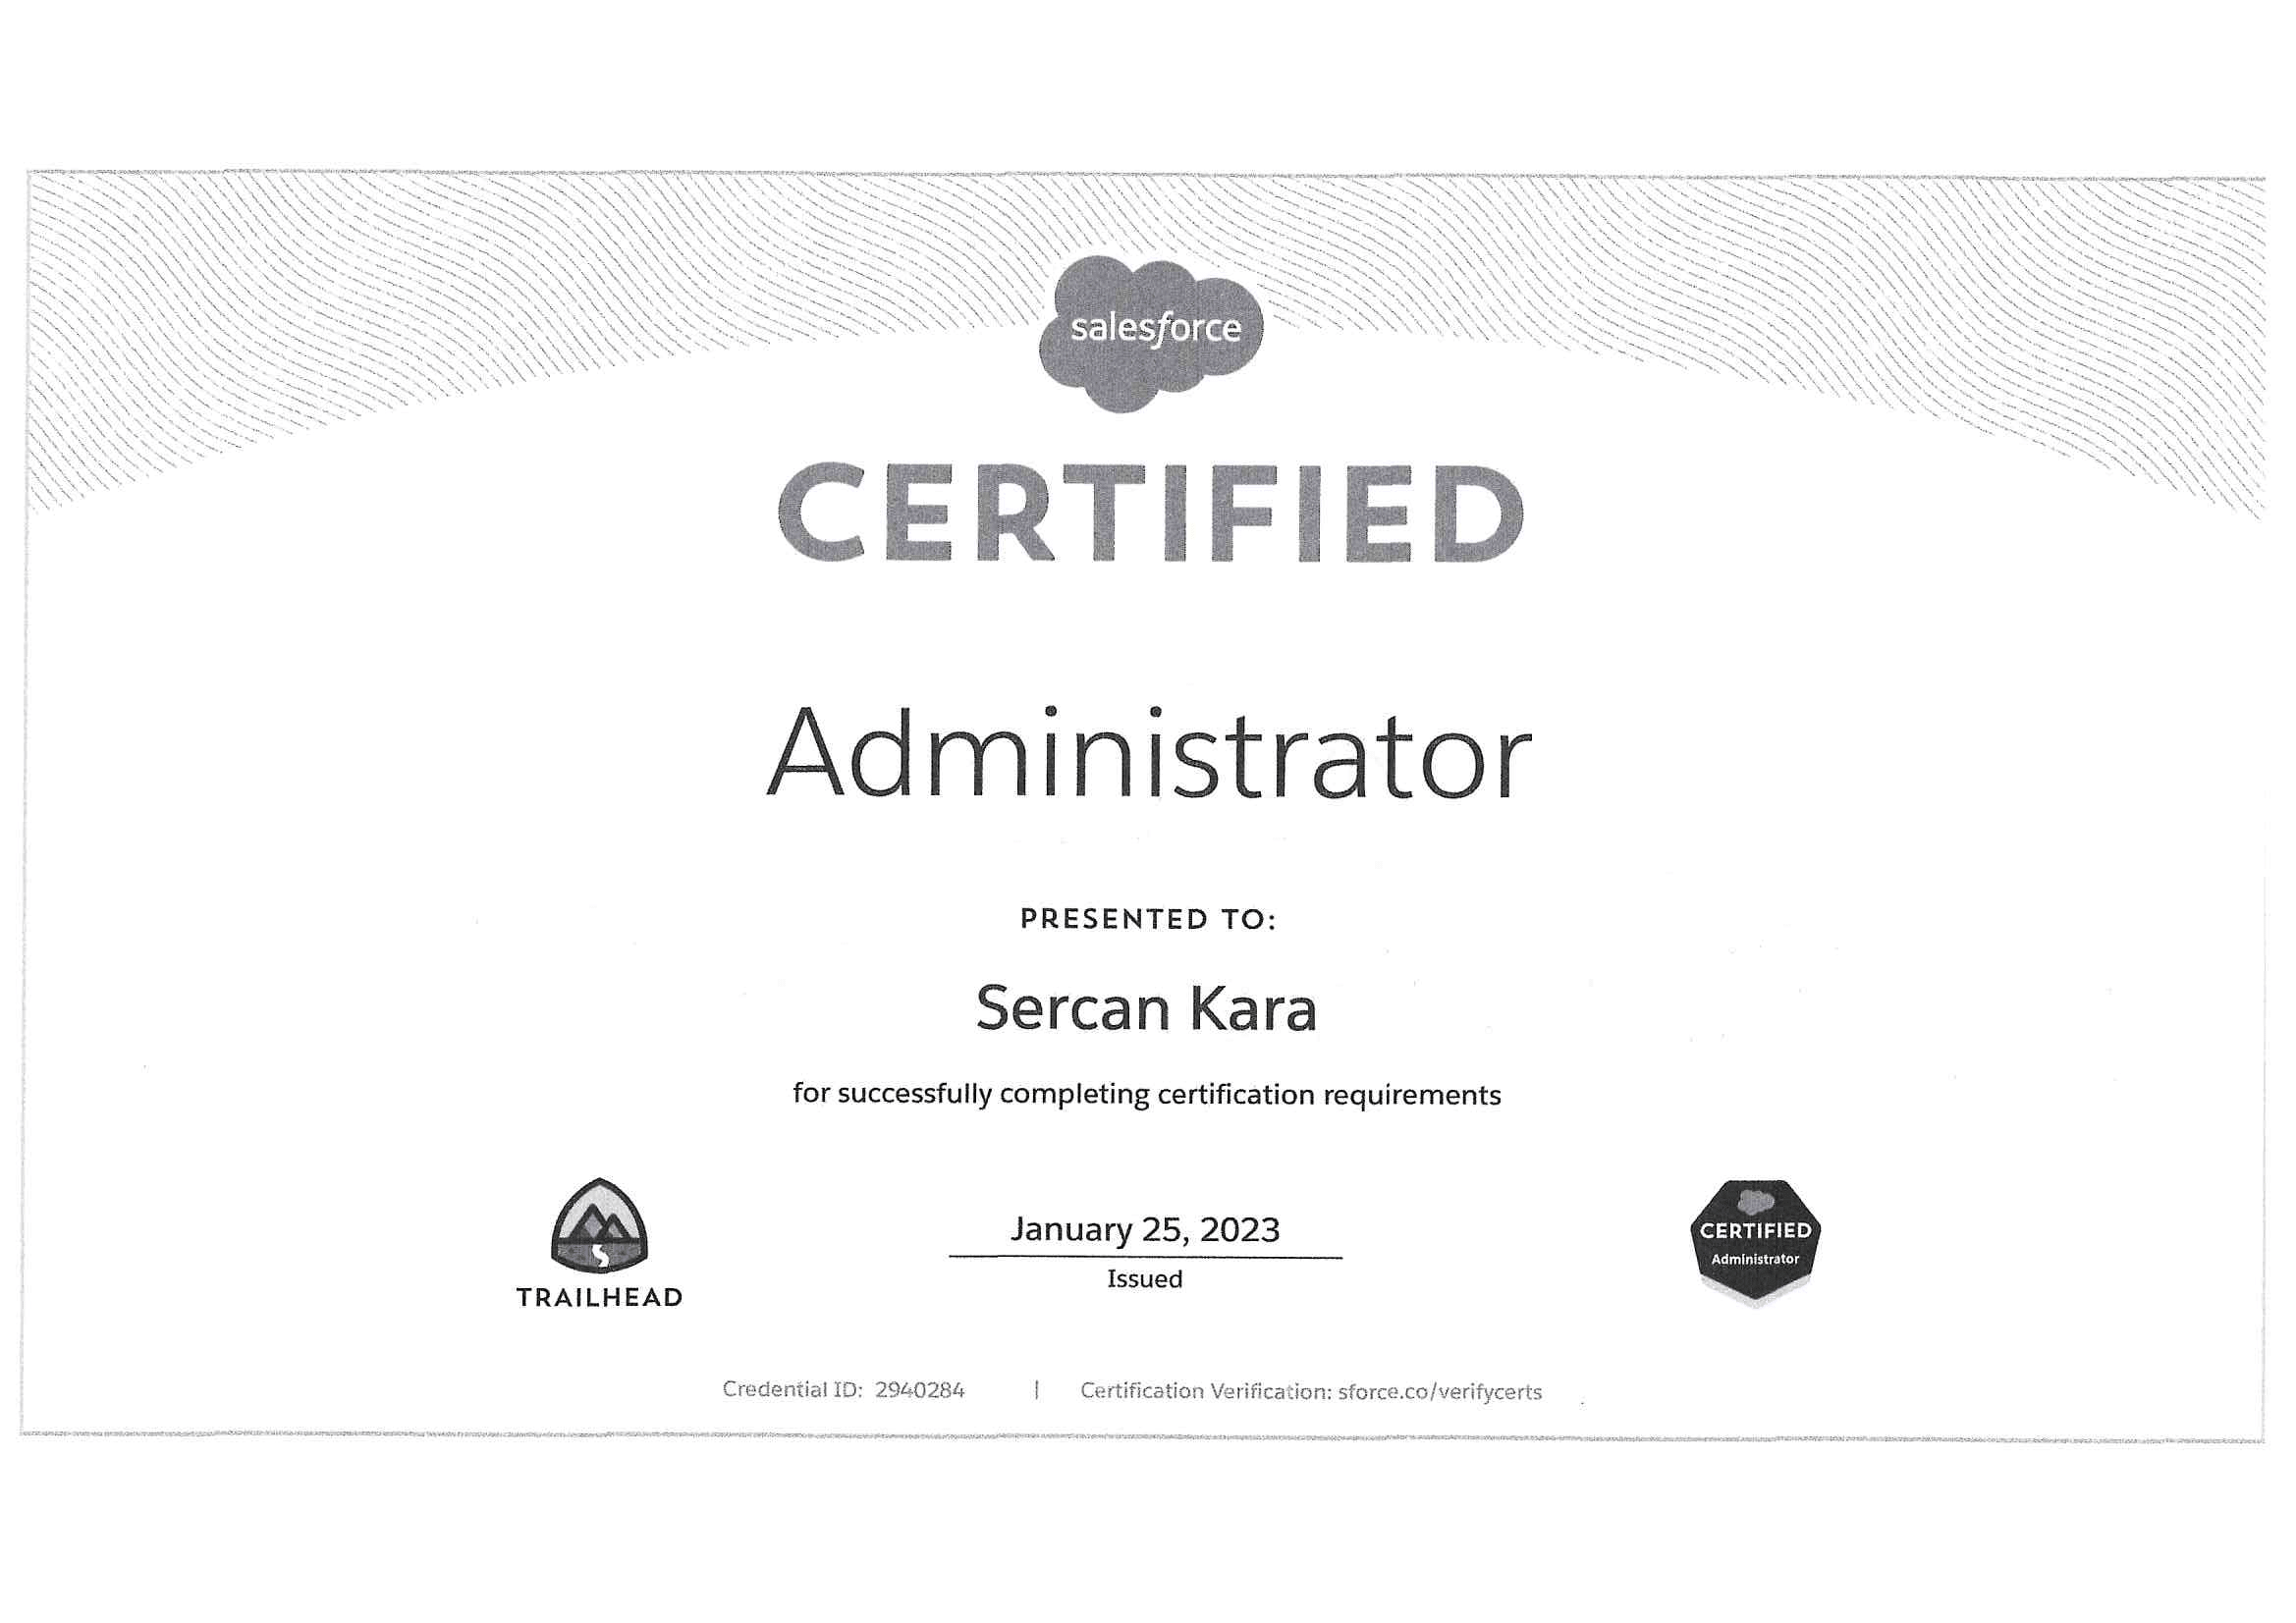 salesforce
CERTIFIED
Administrator
PRESENTED TO:
Sercan Kara
for successfully completing certification requirements
January 25, 2023
Issued
TRAILHEAD
CERTIFIED
Administrator
Credential ID: 2940284 | Certification Verification: sforce.co/verifycerts